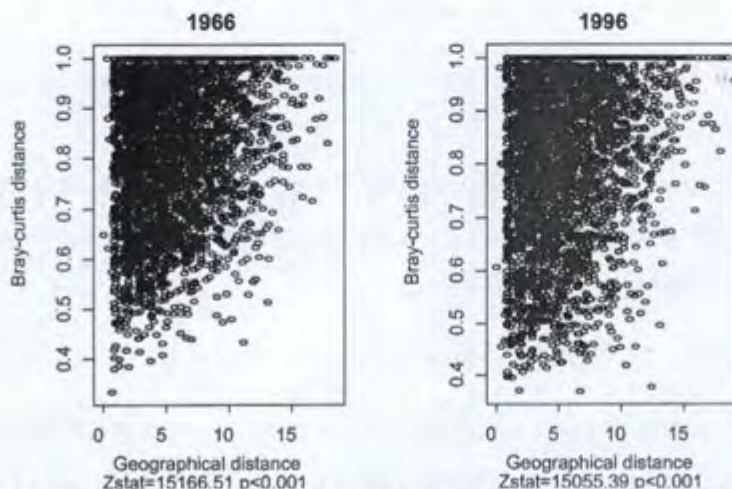 1966
1996
Bray-curtis distance
1.0
0.9
0.8
0.7
0.6
0.5
0.4
0 5 10 15
Geographical distance
Zstat=15166.51 p<0.001
Bray-curtis distance
1.0
0.9
0.8
0.7
0.6
0.5
0.4
0 5 10 15
Geographical distance
Zstat=15055.39 p<0.001